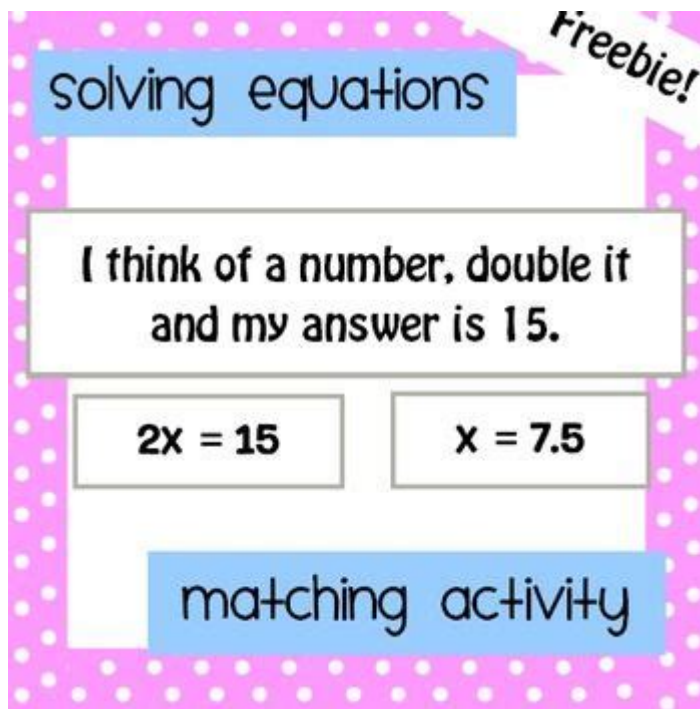 Freebie!
solving equations
I think of a number, double it
and my answer is 15.
2x = 15
x = 7.5
matching activity